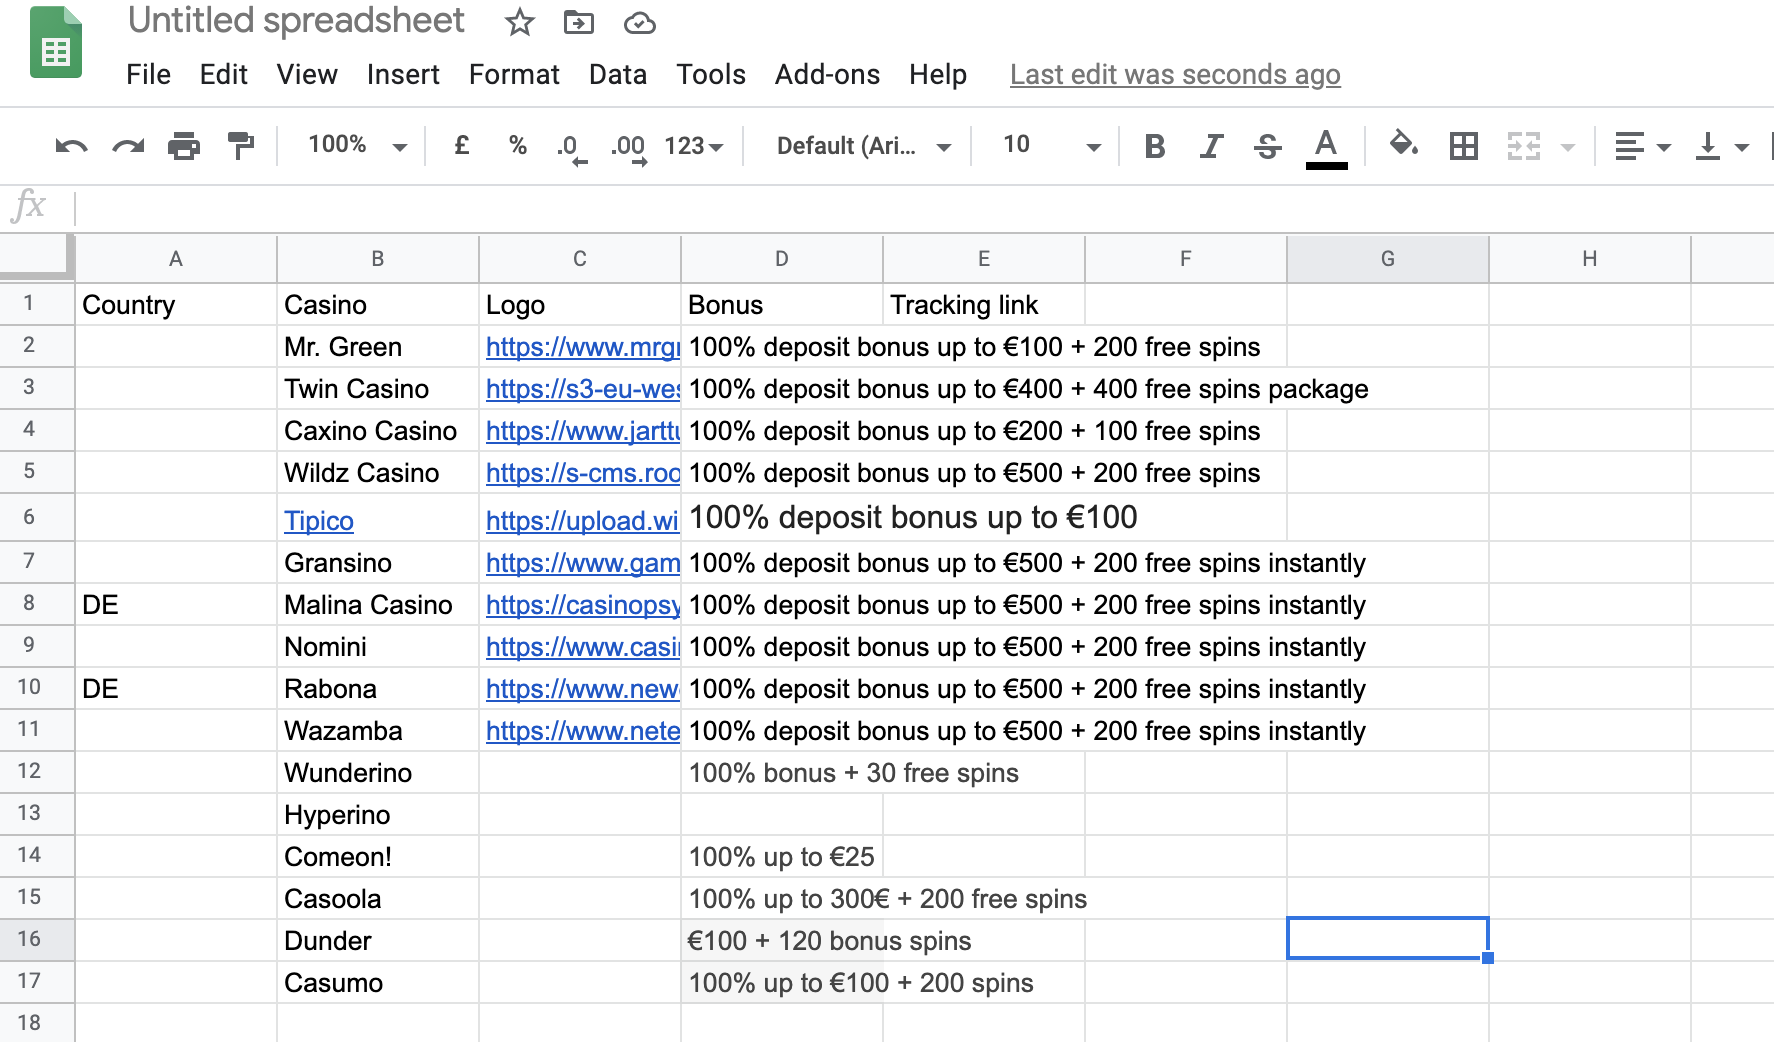 Untitled spreadsheet
File Edit View Insert Format Data Tools Add-ons Help Last edit was seconds ago
100% £ % .0 .00 123 Default (Ari... 10 B I S A
fx
A B C D E F G H
1 Country Casino Logo Bonus Tracking link
2 Mr. Green https://www.mrgr 100% deposit bonus up to €100 + 200 free spins
3 Twin Casino https://s3-eu-wes 100% deposit bonus up to €400 + 400 free spins package
4 Caxino Casino https://www.jarttu 100% deposit bonus up to €200 + 100 free spins
5 Wildz Casino https://s-cms.roo 100% deposit bonus up to €500 + 200 free spins
6 Tipico https://upload.wi 100% deposit bonus up to €100
7 Gransino https://www.gam 100% deposit bonus up to €500 + 200 free spins instantly
8 DE Malina Casino https://casinopsy 100% deposit bonus up to €500 + 200 free spins instantly
9 Nomini https://www.casi 100% deposit bonus up to €500 + 200 free spins instantly
10 DE Rabona https://www.new 100% deposit bonus up to €500 + 200 free spins instantly
11 Wazamba https://www.nete 100% deposit bonus up to €500 + 200 free spins instantly
12 Wunderino 100% bonus + 30 free spins
13 Hyperino
14 Comeon! 100% up to €25
15 Casoola 100% up to 300€ + 200 free spins
16 Dunder €100 + 120 bonus spins
17 Casumo 100% up to €100 + 200 spins
18